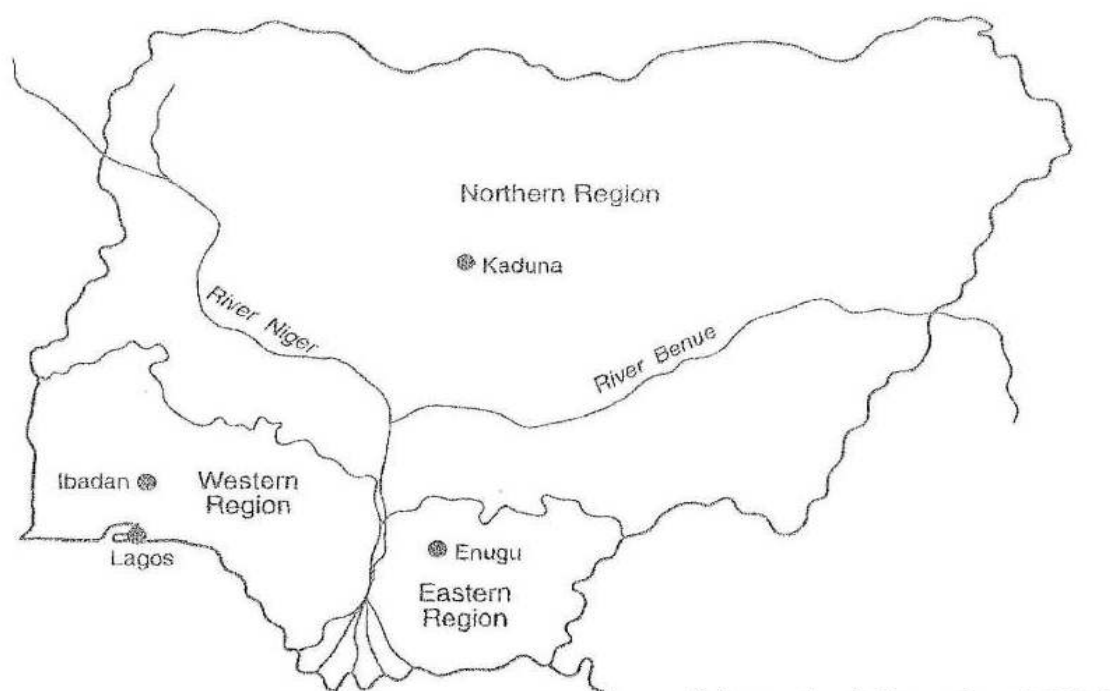 Northern Region
Kaduna
River Niger
River Benue
Ibadan
Western
Region
Lagos
Enugu
Eastern
Region